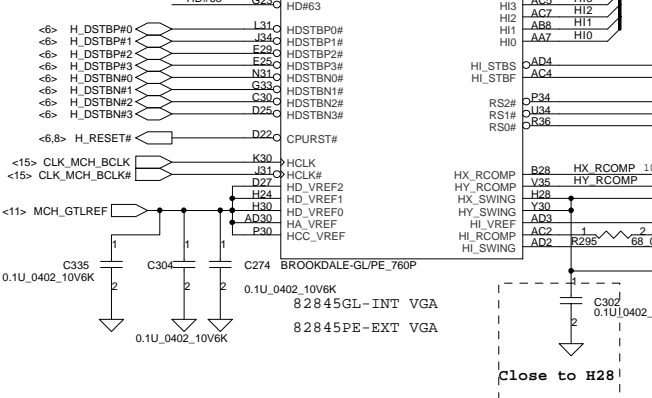 HD#63 G23 HD#63
AC5 HI3
HI3
HI2 AC7 HI2
HI1 AB8 HI1
HI0 AA7 HI0
<6> H_DSTBP#0 L31 HDSTBP0#
<6> H_DSTBP#1 J34 HDSTBP1#
<6> H_DSTBP#2 E29 HDSTBP2#
<6> H_DSTBP#3 E25 HDSTBP3#
<6> H_DSTBN#0 N31 HDSTBN0#
<6> H_DSTBN#1 G33 HDSTBN1#
<6> H_DSTBN#2 C30 HDSTBN2#
<6> H_DSTBN#3 D25 HDSTBN3#
HI_STBS AD4
HI_STBF AC4
RS2# P34
RS1# U34
RS0# R36
<6,8> H_RESET# D22 CPURST#
<15> CLK_MCH_BCLK K30 HCLK
<15> CLK_MCH_BCLK# J31 HCLK#
D27 HD_VREF2
H24 HD_VREF1
<11> MCH_GTLREF H30 HD_VREF0
AD30 HA_VREF
P30 HCC_VREF
HX_RCOMP B28 HX_RCOMP 10
HY_RCOMP V35 HY_RCOMP
HX_SWING H28
HY_SWING Y30
HI_VREF AD3
HI_RCOMP AC2 1 2
HI_SWING AD2 R295 68_0
1 1 1
C335 C304 C274 BROOKDALE-GL/PE_760P
0.1U_0402_10V6K
2 2 2
0.1U_0402_10V6K
0.1U_0402_10V6K
82845GL-INT VGA
82845PE-EXT VGA
1
C302
0.1U_0402_
2
Close to H28